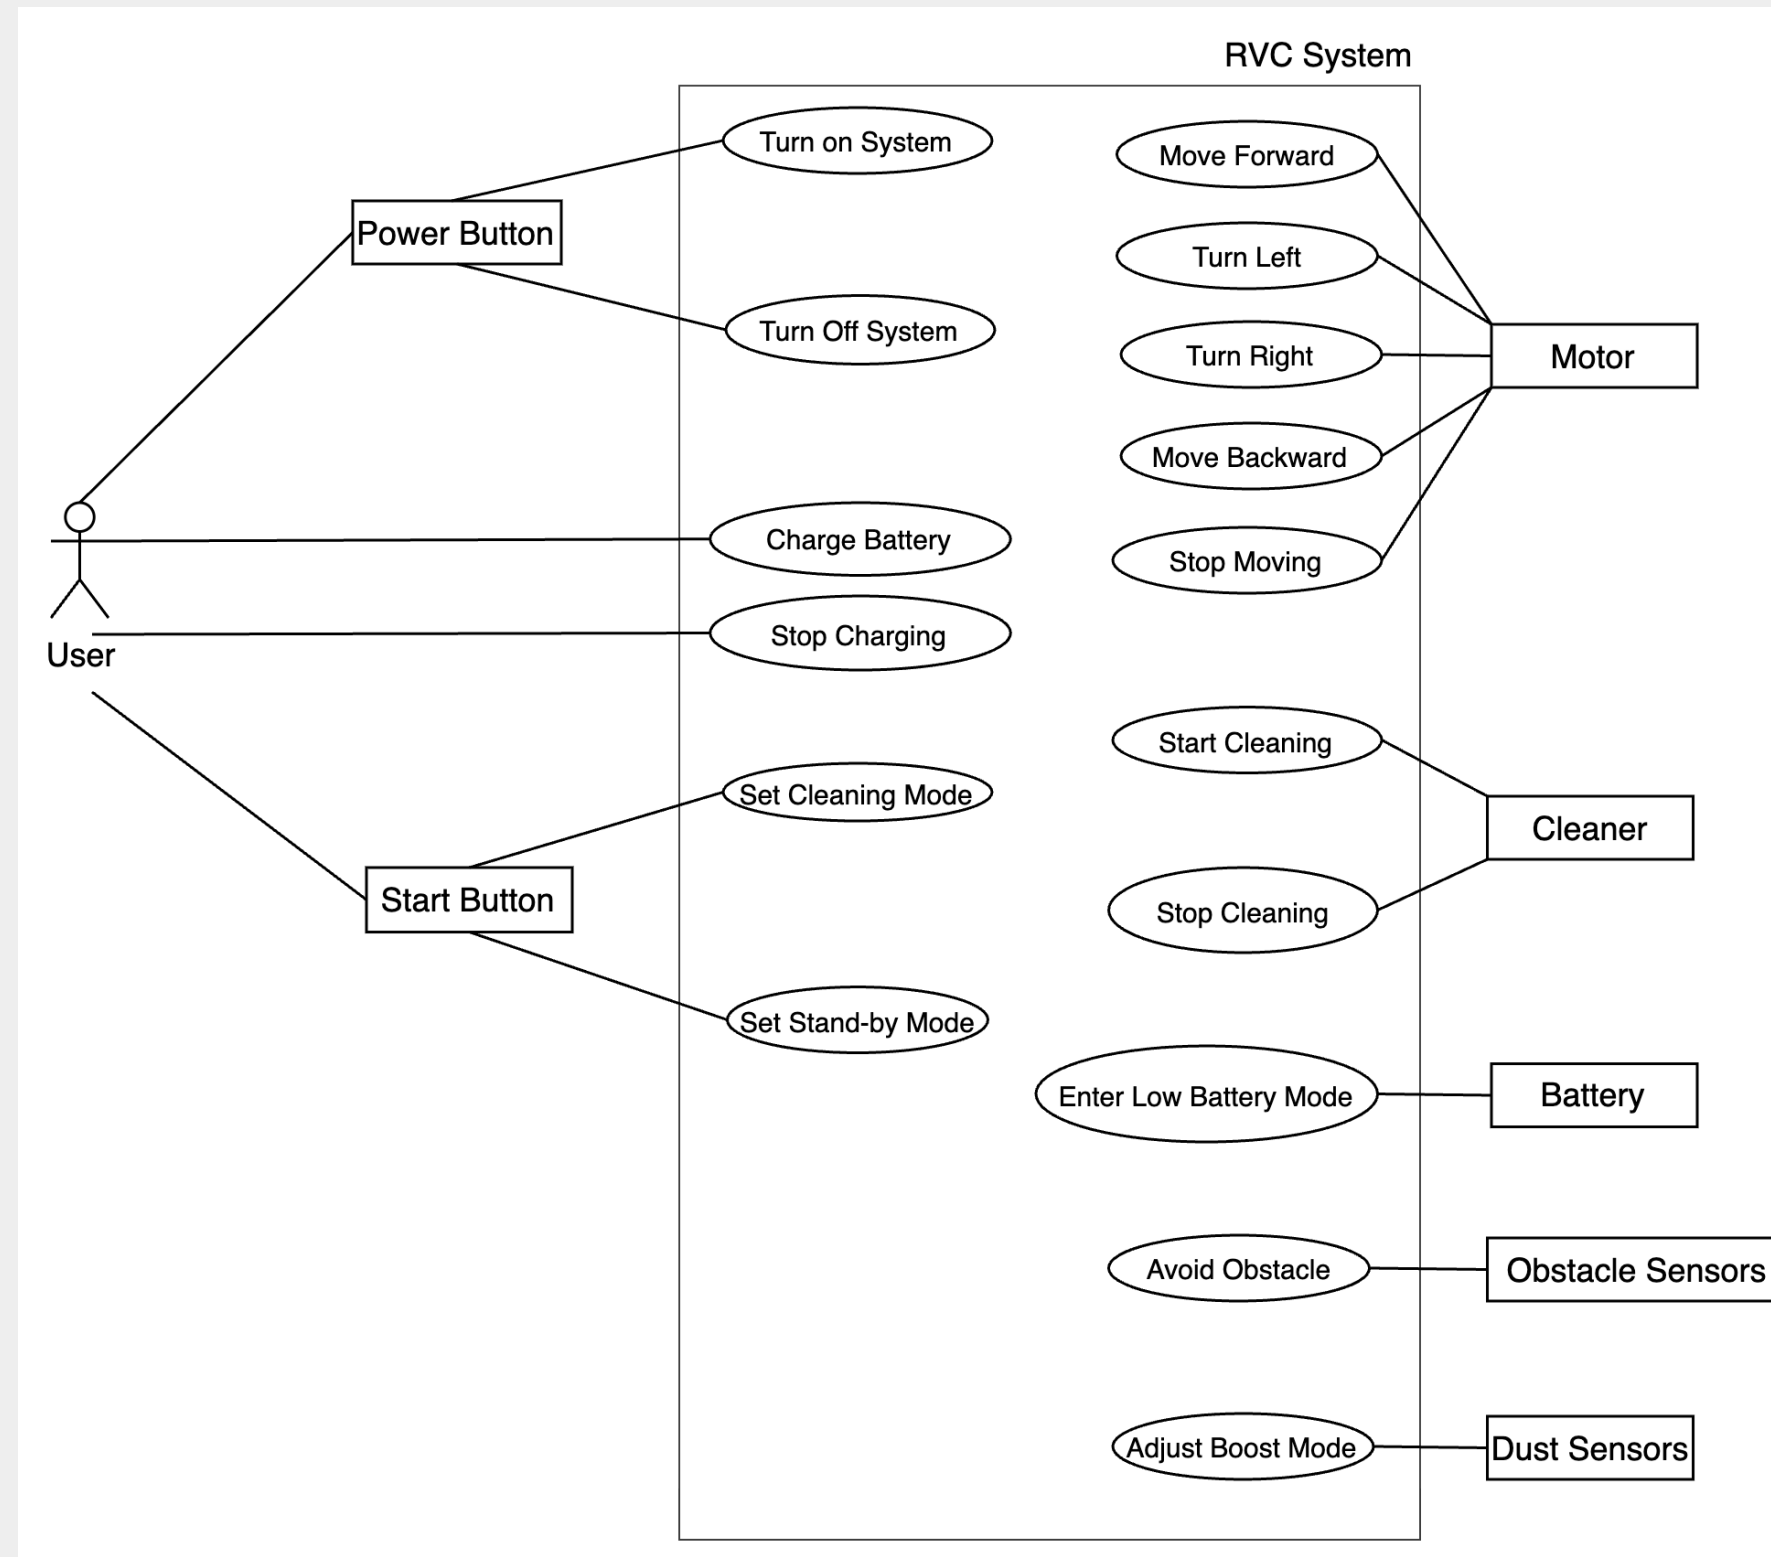 RVC System
Turn on System
Move Forward
Power Button
Turn Left
Turn Off System
Turn Right
Motor
Move Backward
Charge Battery
Stop Moving
Stop Charging
User
Start Cleaning
Set Cleaning Mode
Cleaner
Start Button
Stop Cleaning
Set Stand-by Mode
Enter Low Battery Mode
Battery
Avoid Obstacle
Obstacle Sensors
Adjust Boost Mode
Dust Sensors